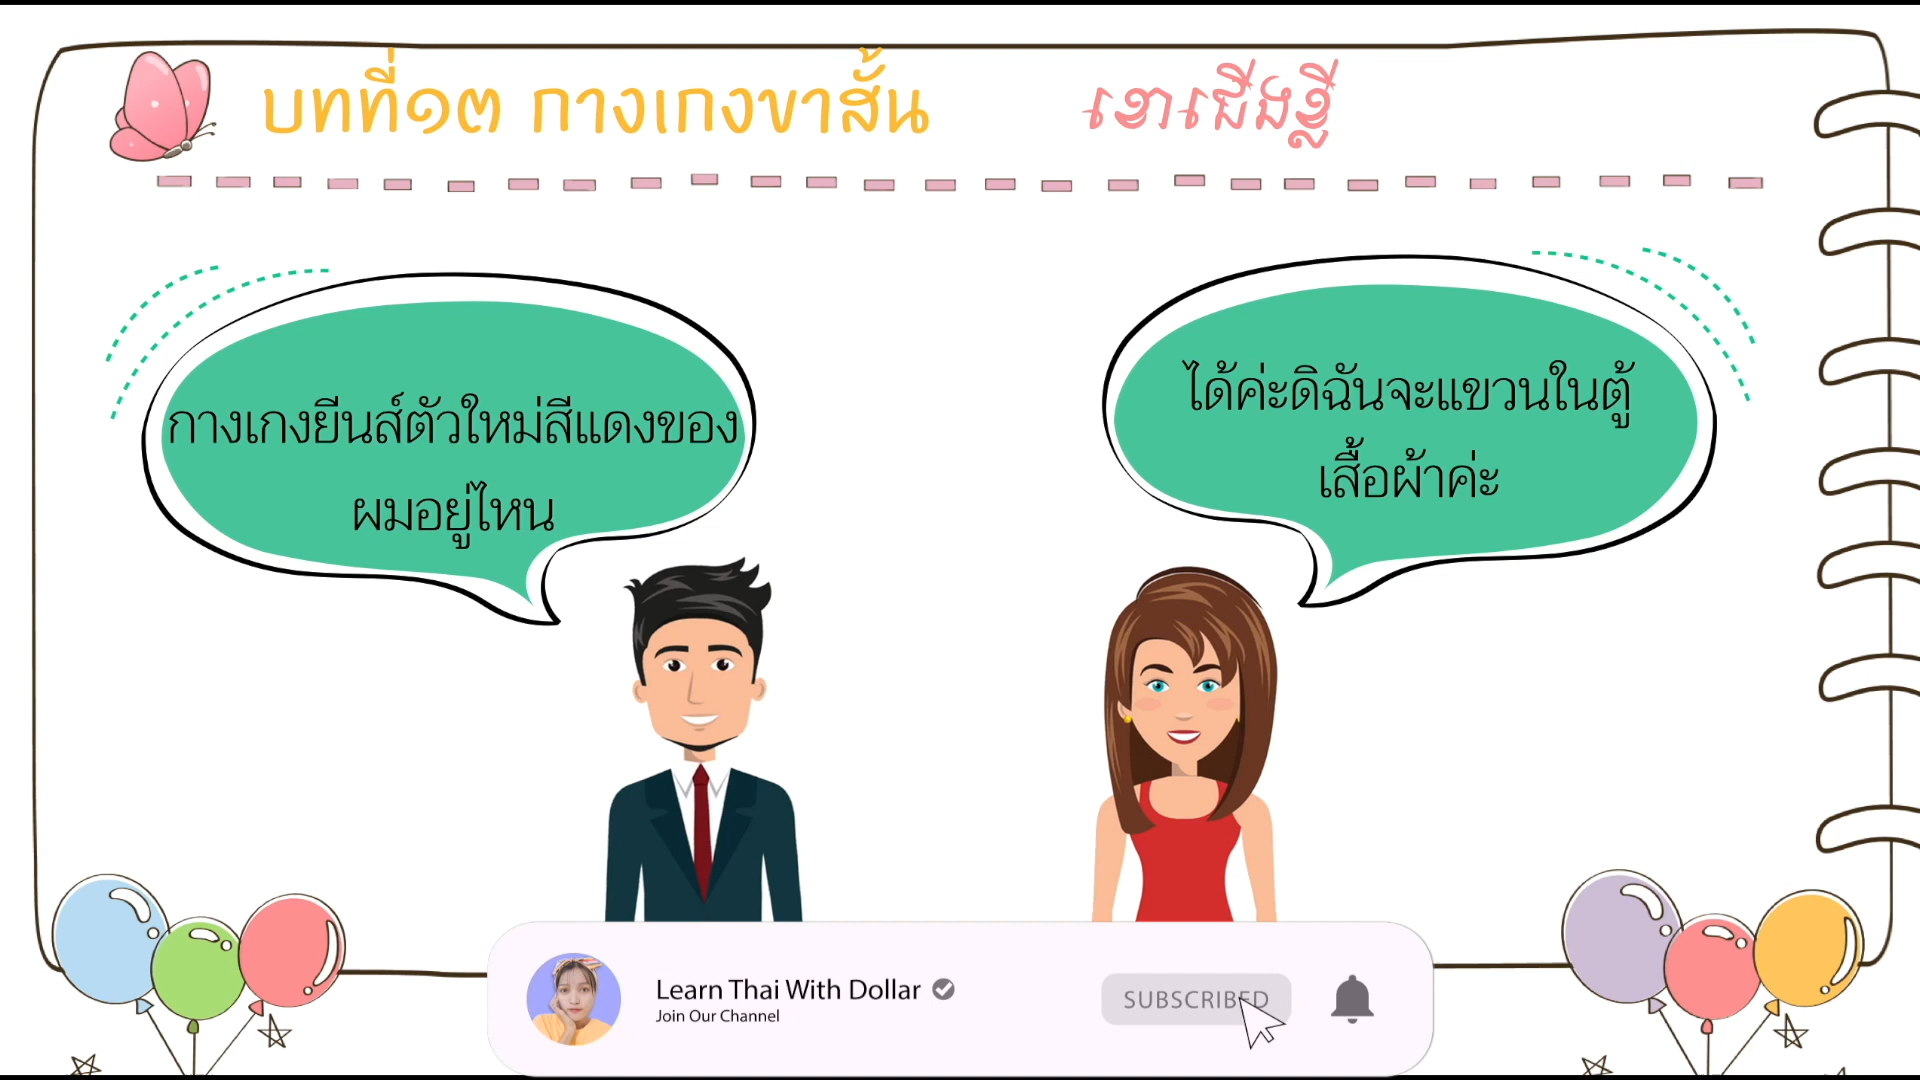 บทที่๑๓ กางเกงขาสั้น
ខោជើងខ្លី
กางเกงยีนส์ตัวใหม่สีแดงของ
ผมอยู่ไหน
ได้ค่ะดิฉันจะแขวนในตู้
เสื้อผ้าค่ะ
Learn Thai With Dollar
Join Our Channel
SUBSCRIBED